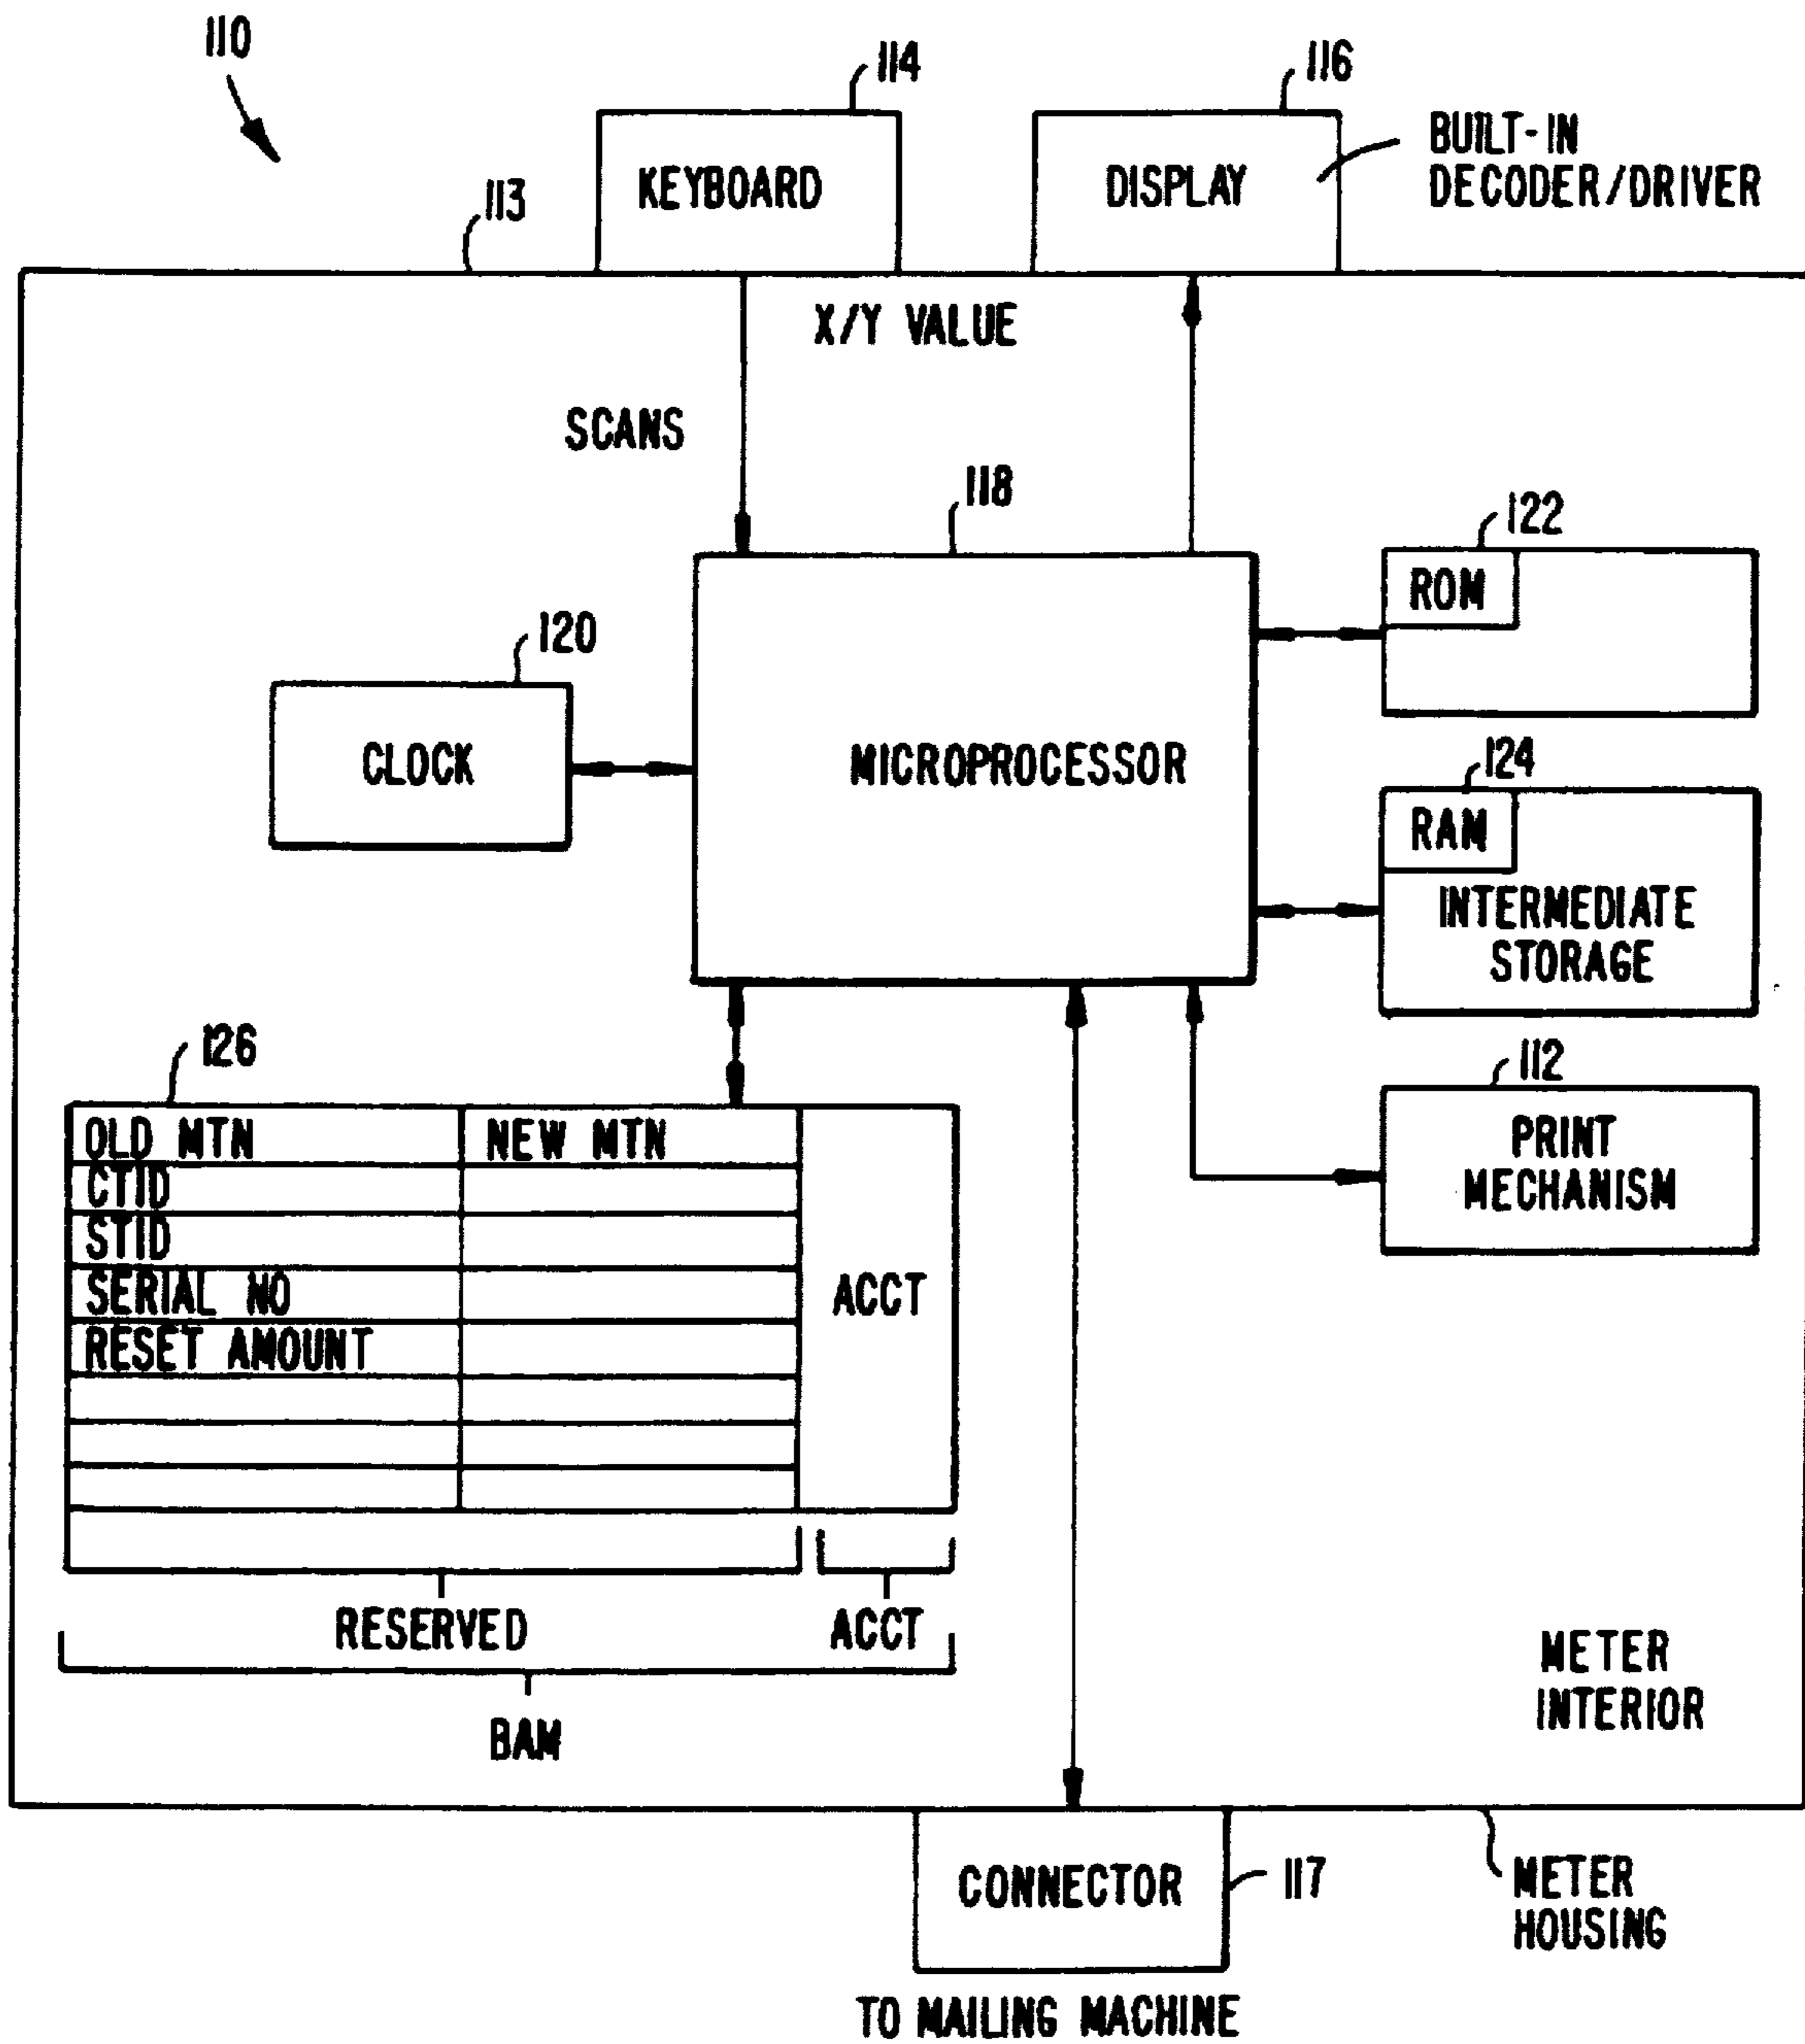 110
114
116
KEYBOARD
DISPLAY
BUILT-IN
DECODER/DRIVER
113
X/Y VALUE
SCANS
118
122
ROM
120
CLOCK
MICROPROCESSOR
124
RAM
INTERMEDIATE
STORAGE
126
112
OLD MTN
NEW MTN
PRINT
MECHANISM
CTID
STID
SERIAL NO
ACCT
RESET AMOUNT
RESERVED
ACCT
BAM
METER
INTERIOR
CONNECTOR
117
METER
HOUSING
TO MAILING MACHINE